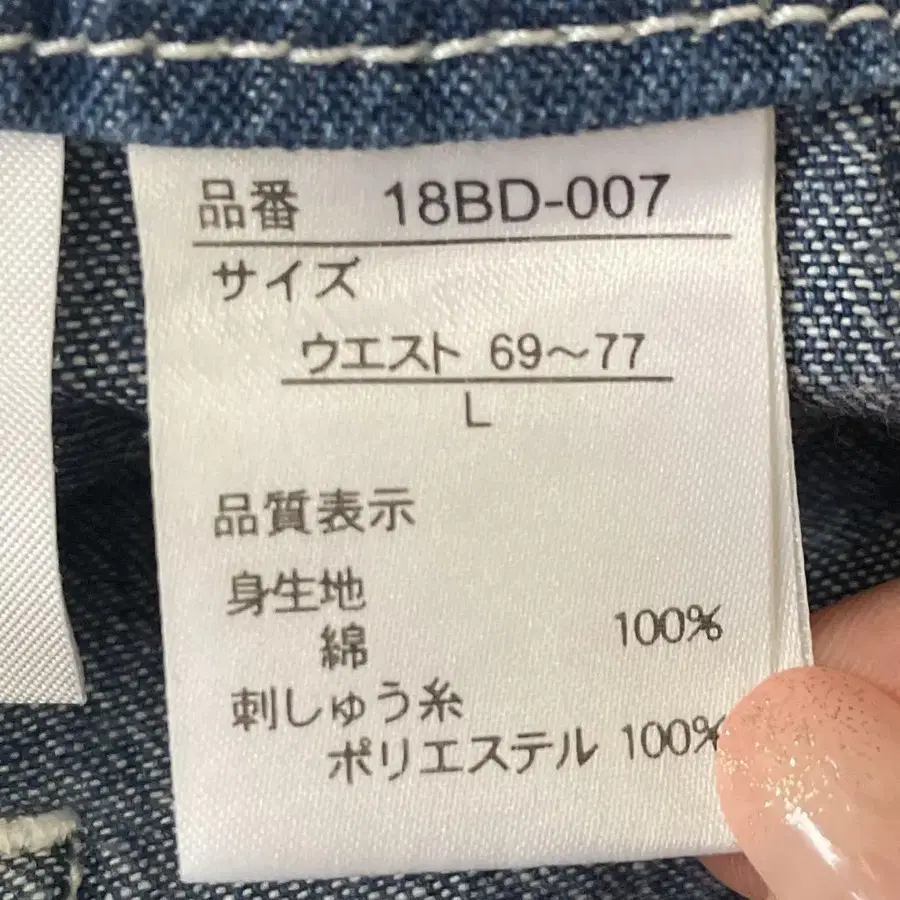 品番 18BD-007
サイズ
ウエスト 69～77
L
品質表示
身生地
綿 100%
刺しゅう糸
ポリエステル 100%